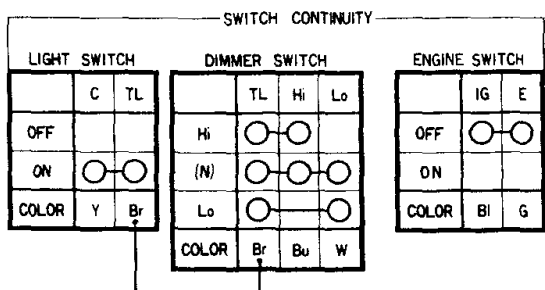 SWITCH CONTINUITY
LIGHT SWITCH
C TL
OFF
ON
COLOR Y Br
DIMMER SWITCH
TL Hi Lo
Hi
(N)
Lo
COLOR Br Bu W
ENGINE SWITCH
IG E
OFF
ON
COLOR Bl G